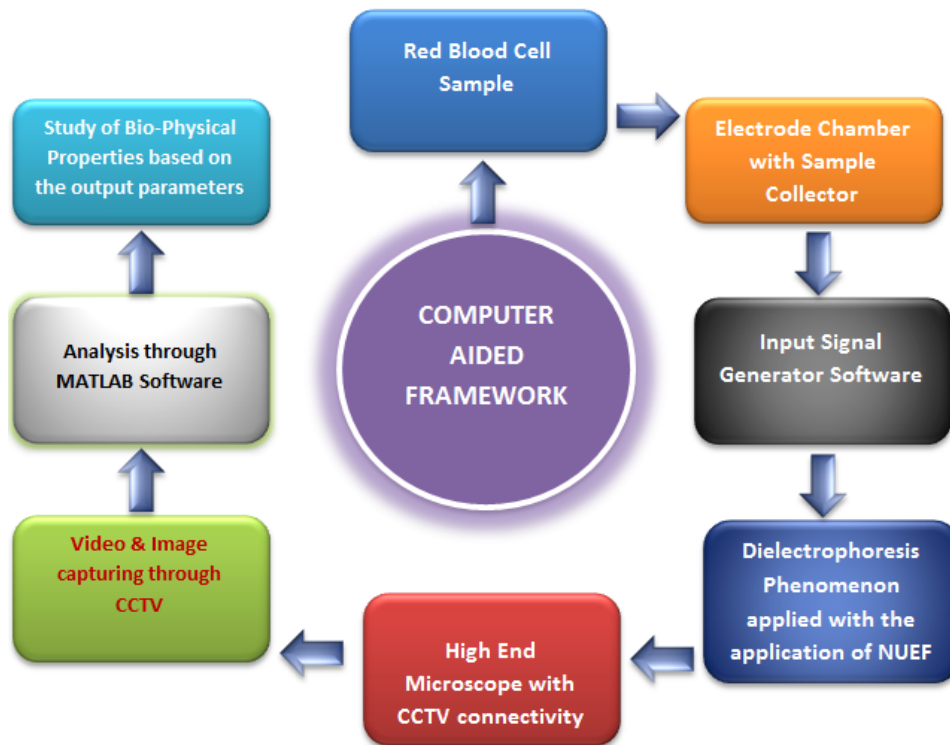 Red Blood Cell
Sample
Electrode Chamber
with Sample
Collector
Input Signal
Generator Software
Dielectrophoresis
Phenomenon
applied with the
application of NUEF
High End
Microscope with
CCTV connectivity
Video & Image
capturing through
CCTV
Analysis through
MATLAB Software
Study of Bio-Physical
Properties based on
the output parameters
COMPUTER
AIDED
FRAMEWORK